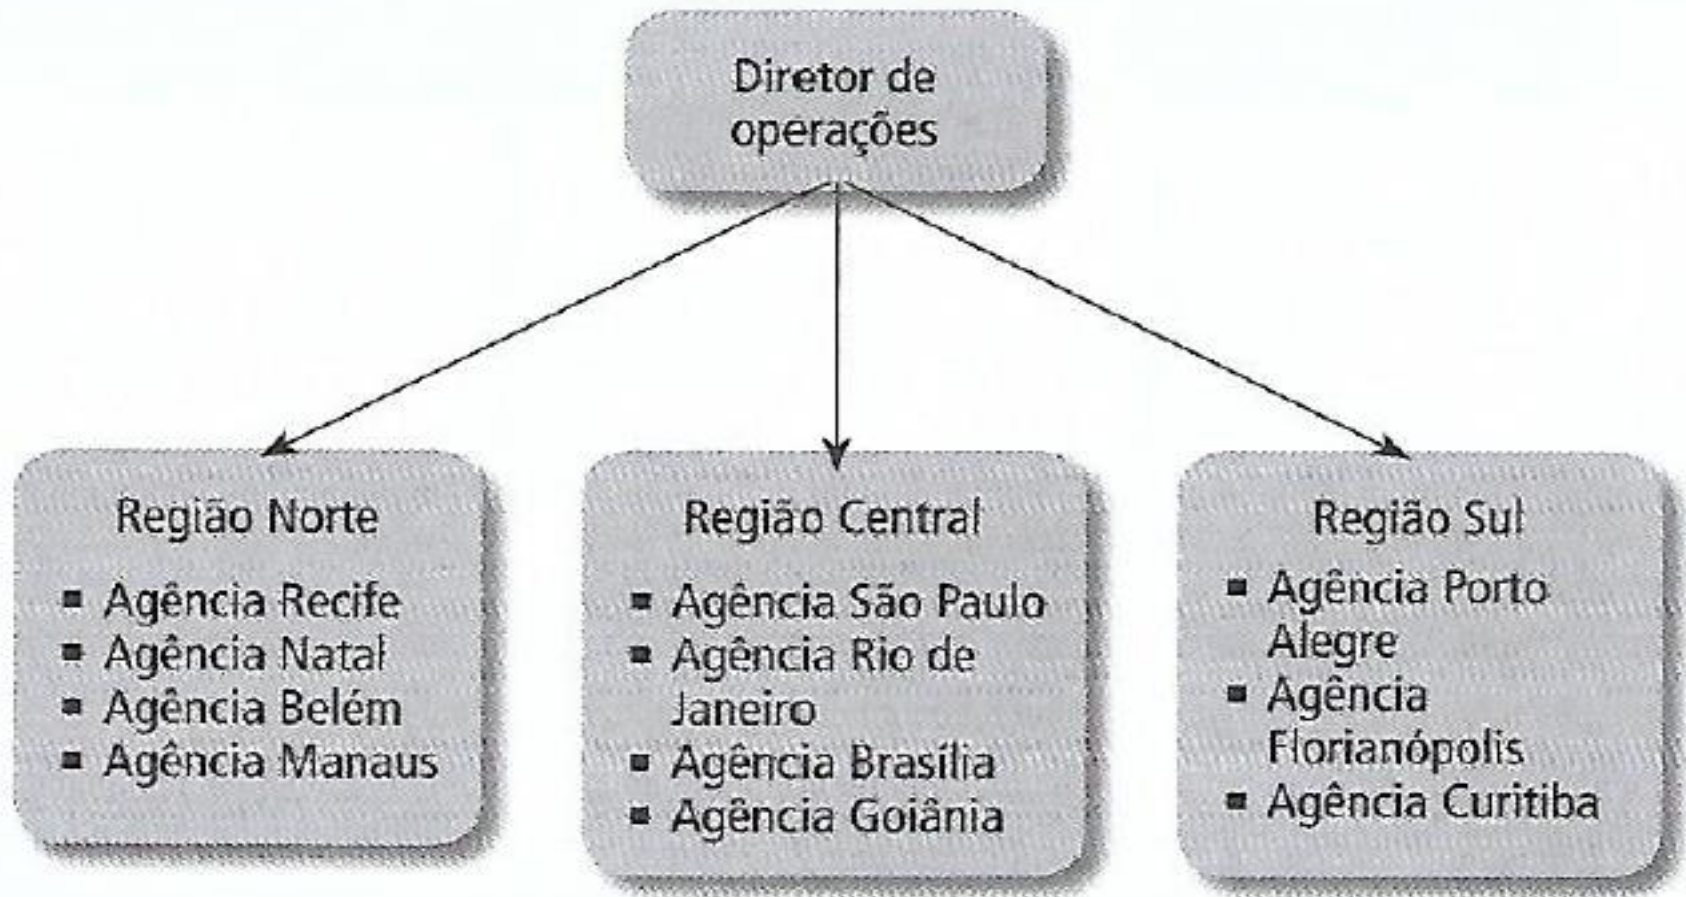 Diretor de
operações
Região Norte
▪ Agência Recife
▪ Agência Natal
▪ Agência Belém
▪ Agência Manaus
Região Central
▪ Agência São Paulo
▪ Agência Rio de
Janeiro
▪ Agência Brasília
▪ Agência Goiânia
Região Sul
▪ Agência Porto
Alegre
▪ Agência
Florianópolis
▪ Agência Curitiba